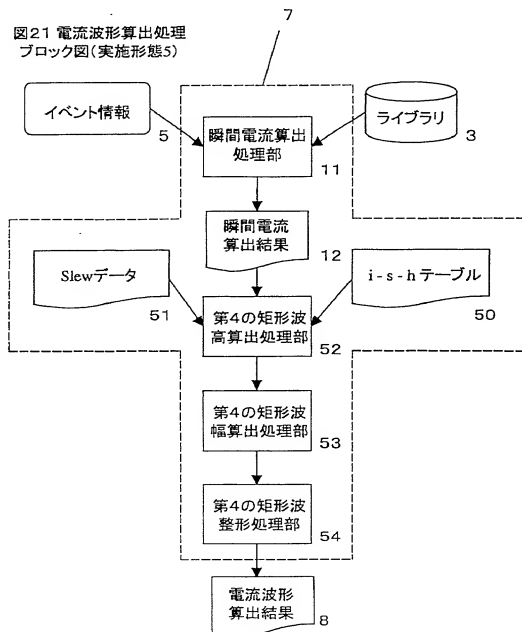 図21 電流波形算出処理
ブロック図(実施形態5)
7
イベント情報
5
ライブラリ
3
瞬間電流算出
処理部
11
瞬間電流
算出結果
12
Slewデータ
51
i - s - h テーブル
50
第4の矩形波
高算出処理部
52
第4の矩形波
幅算出処理部
53
第4の矩形波
整形処理部
54
電流波形
算出結果
8